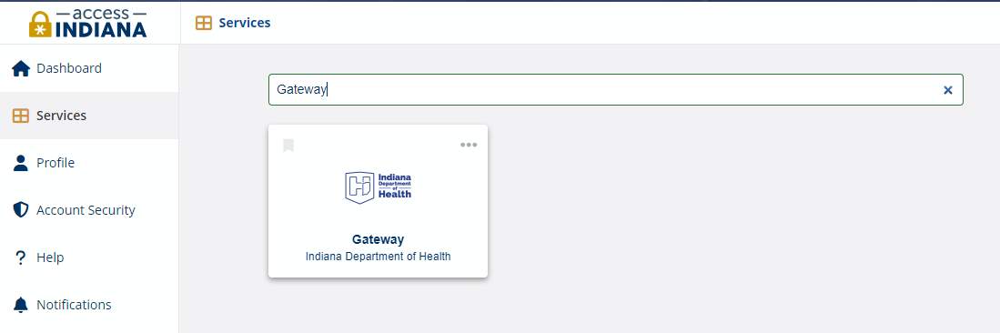 access
INDIANA
Services
Dashboard
Services
Profile
Account Security
Help
Notifications
Gateway
Indiana
Department
of
Health
Gateway
Indiana Department of Health